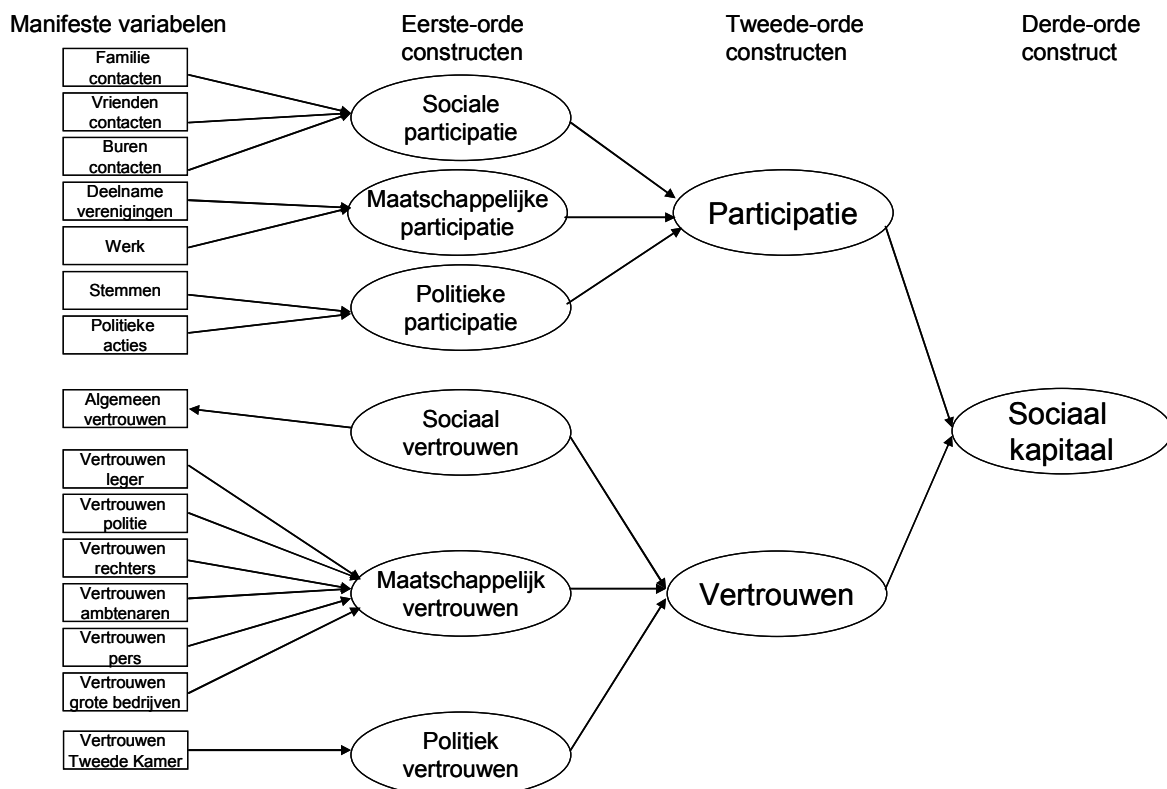 Manifeste variabelen
Eerste-orde
constructen
Tweede-orde
constructen
Derde-orde
construct
Familie
contacten
Vrienden
contacten
Buren
contacten
Deelname
verenigingen
Werk
Stemmen
Politieke
acties
Algemeen
vertrouwen
Vertrouwen
leger
Vertrouwen
politie
Vertrouwen
rechters
Vertrouwen
ambtenaren
Vertrouwen
pers
Vertrouwen
grote bedrijven
Vertrouwen
Tweede Kamer
Sociale
participatie
Maatschappelijke
participatie
Politieke
participatie
Sociaal
vertrouwen
Maatschappelijk
vertrouwen
Politiek
vertrouwen
Participatie
Vertrouwen
Sociaal
kapitaal